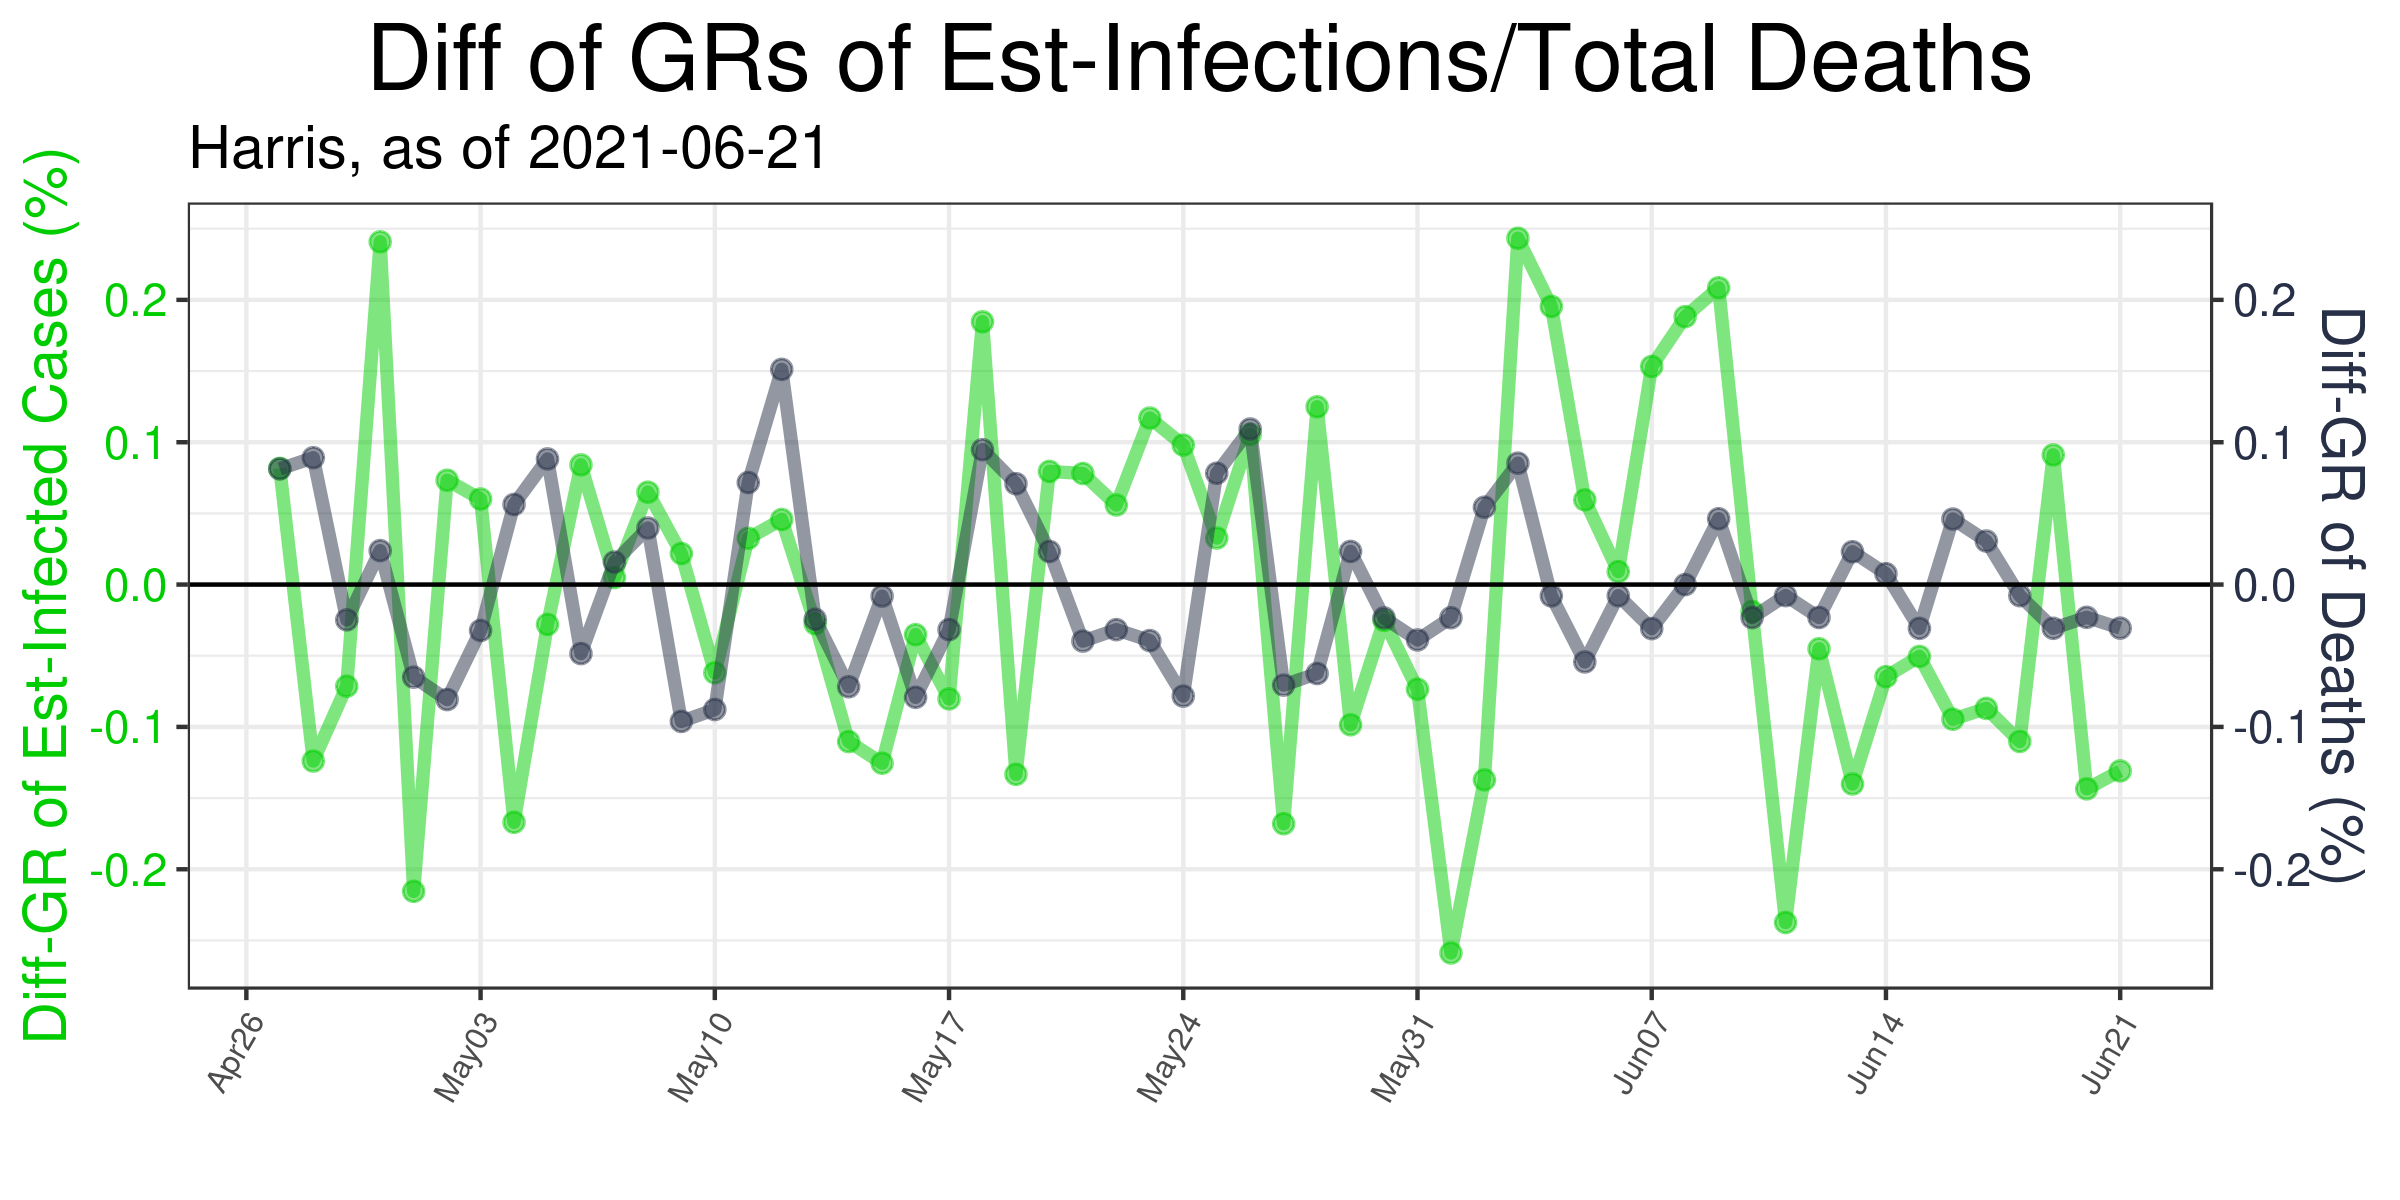 Diff of GRs of Est-Infections/Total Deaths
Harris, as of 2021-06-21
Diff-GR of Est-Infected Cases (%)
0.2
0.1
0.0
-0.1
-0.2
0.2
0.1
0.0
-0.1
-0.2
Diff-GR of Deaths (%)
Apr26
May03
May10
May17
May24
May31
Jun07
Jun14
Jun21